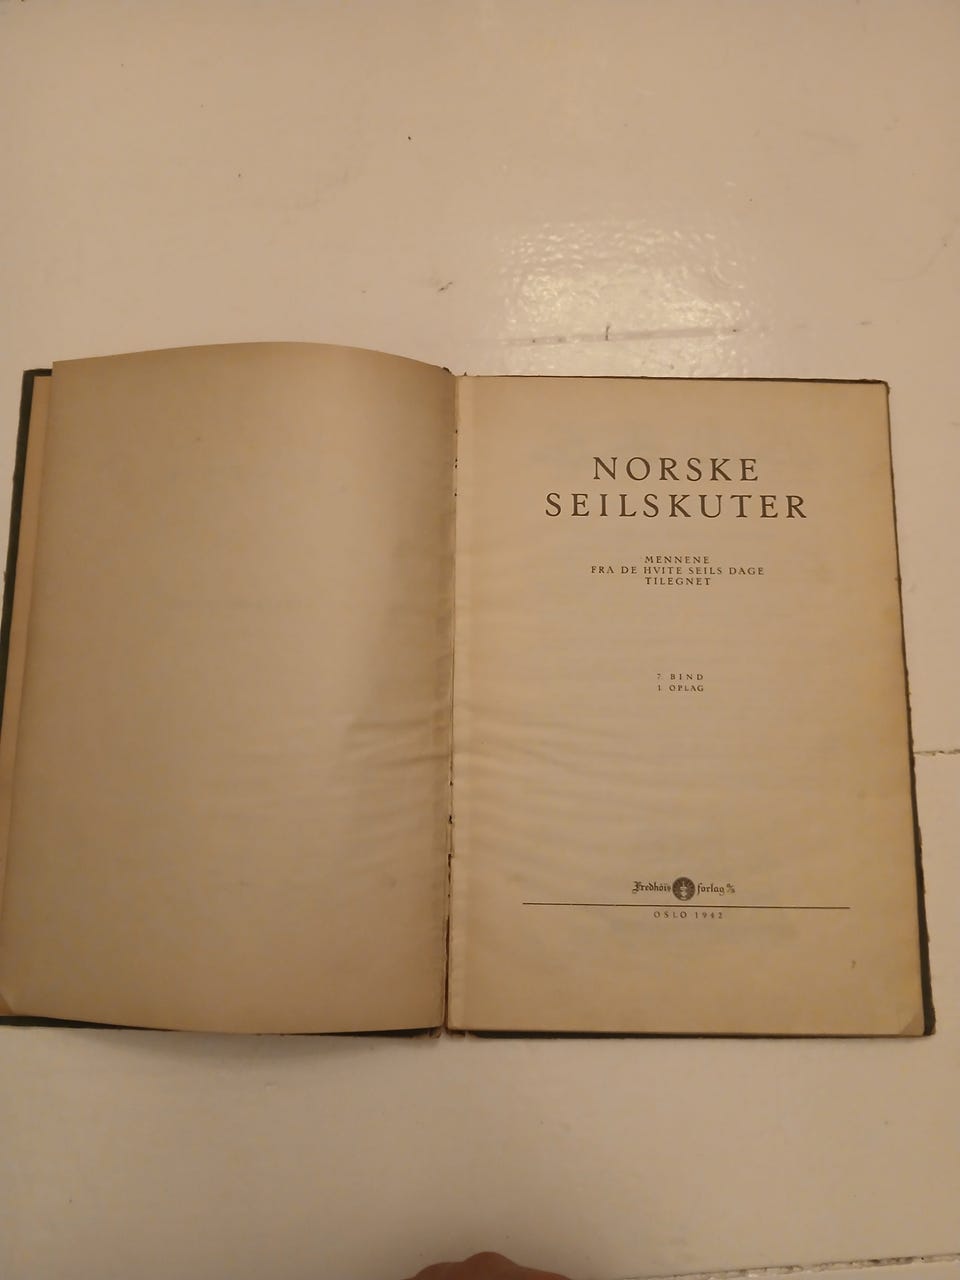 NORSKE
SEILSKUTER
MENNENE
FRA DE HVITE SEILS DAGE
TILEGNET
7. BIND
1. OPLAG
Fredhøis forlag A/S
OSLO 1942